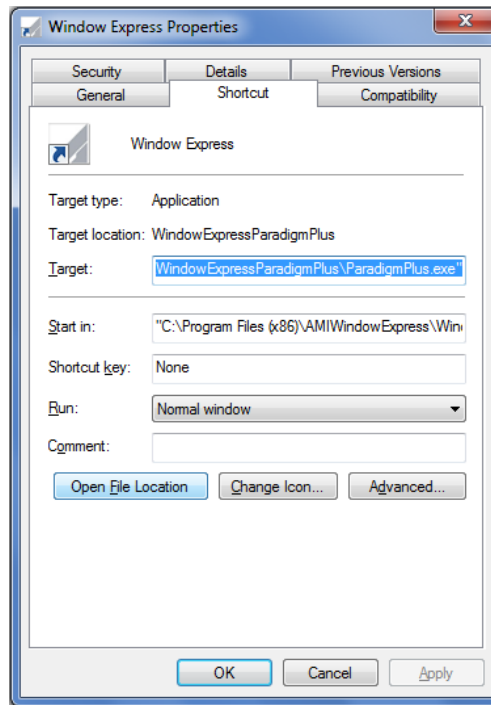 Window Express Properties
Security Details Previous Versions
General Shortcut Compatibility
Window Express
Target type: Application
Target location: WindowExpressParadigmPlus
Target: WindowExpressParadigmPlus\ParadigmPlus.exe"
Start in: "C:\Program Files (x86)\AMIWindowExpress\Wind
Shortcut key: None
Run: Normal window
Comment:
Open File Location Change Icon... Advanced...
OK Cancel Apply